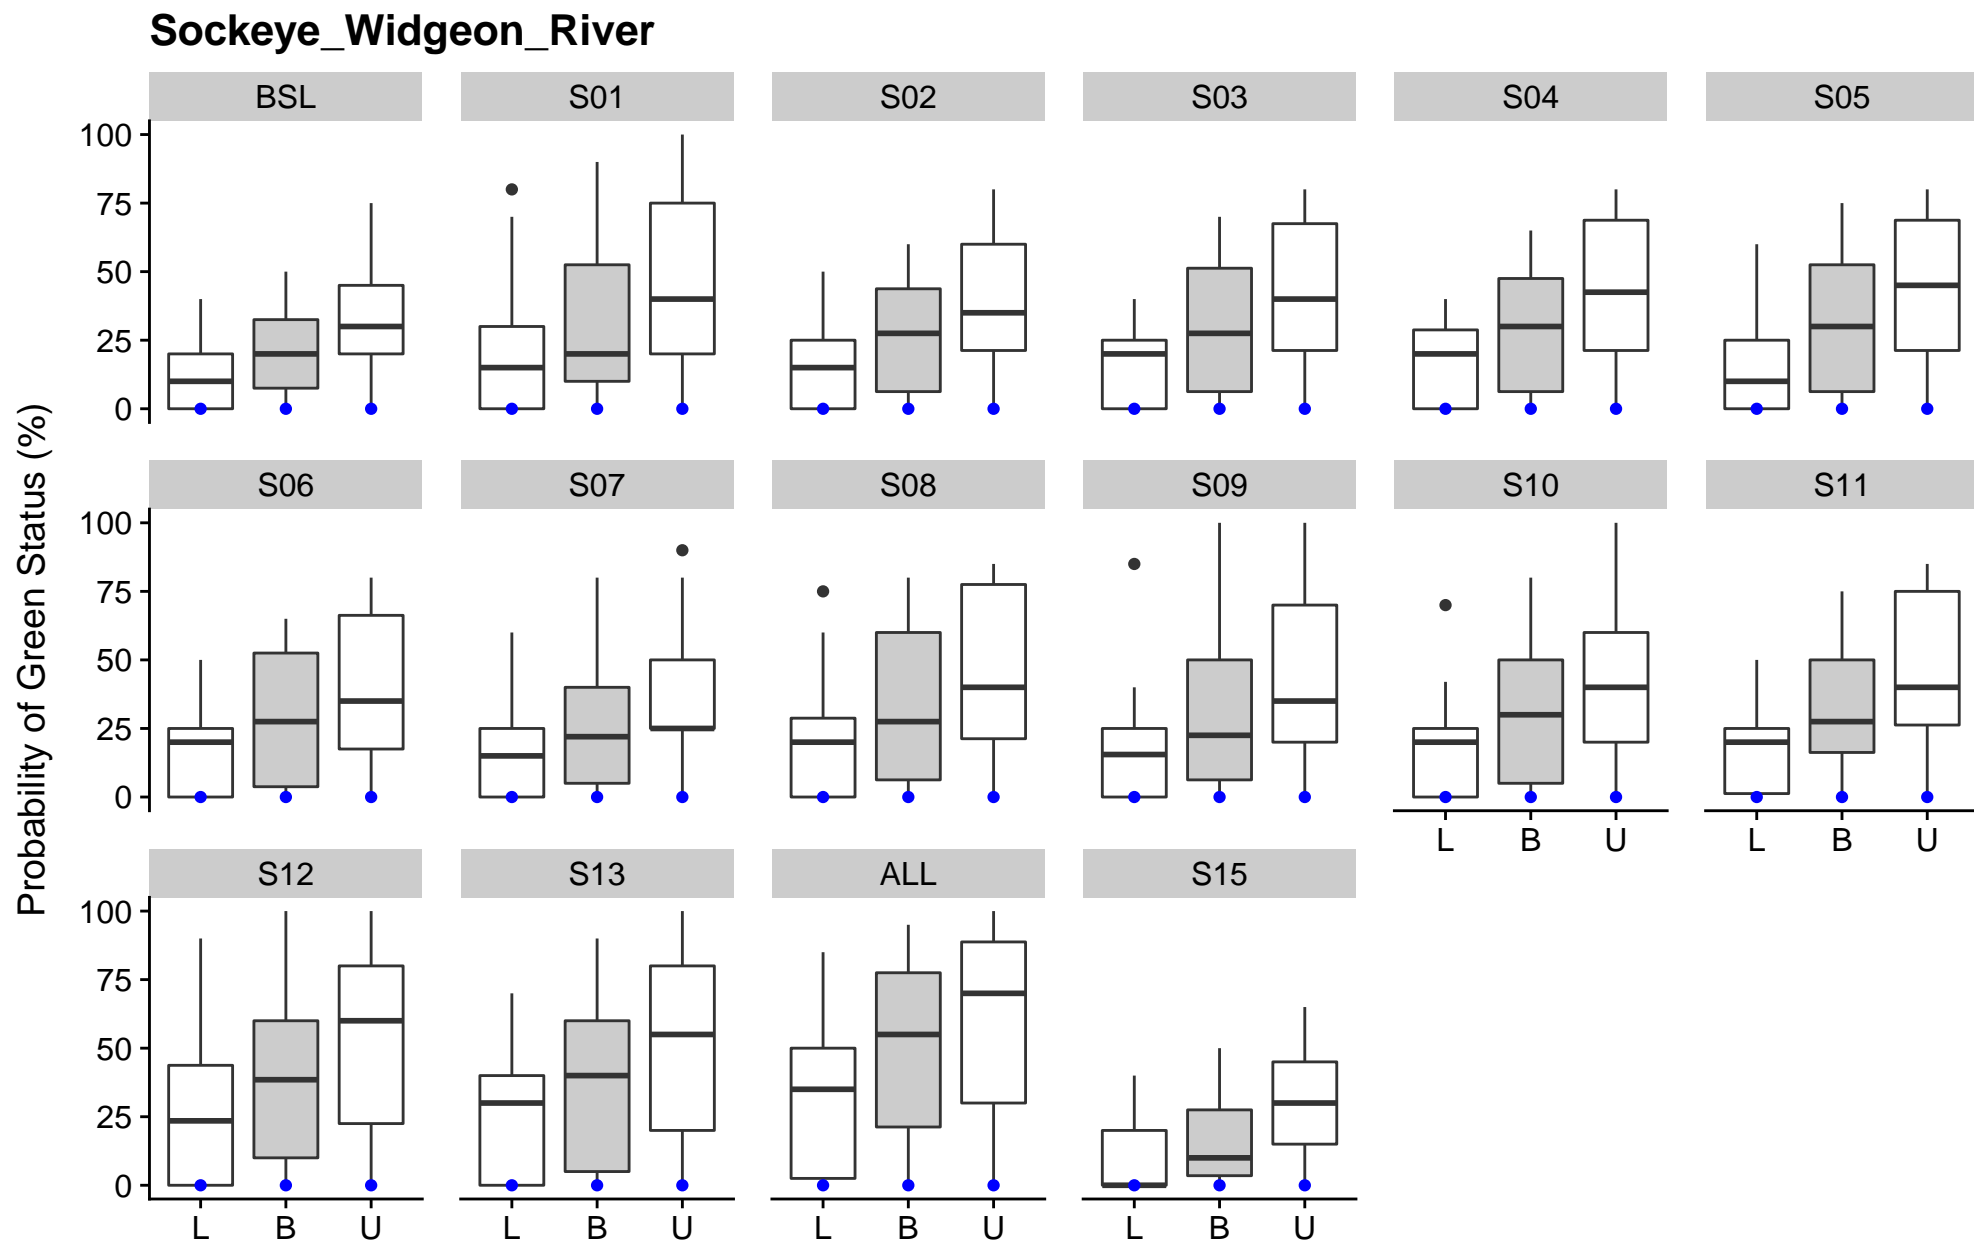 Sockeye_Widgeon_River
BSL S01 S02 S03 S04 S05
100
75
50
25
0
S06 S07 S08 S09 S10 S11
100
75
50
25
0
L B U L B U
S12 S13 ALL S15
100
75
50
25
0
L B U L B U L B U L B U
Probability of Green Status (%)